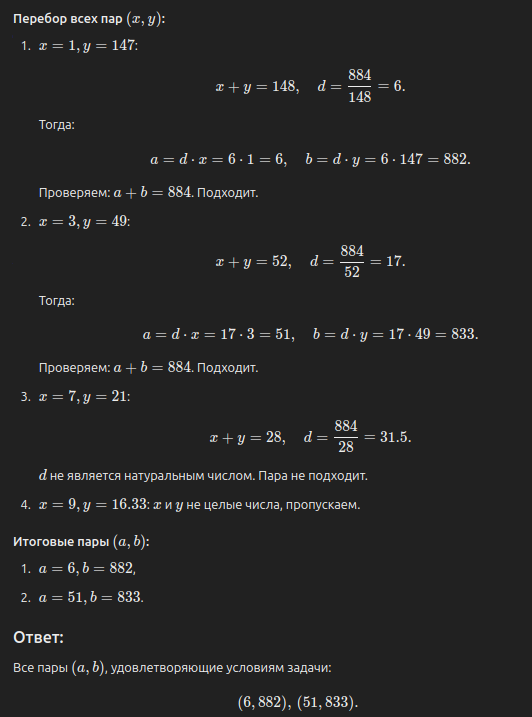 Перебор всех пар (x, y):
1. x = 1, y = 147:
x + y = 148, d = 884/148 = 6.
Тогда:
a = d · x = 6 · 1 = 6, b = d · y = 6 · 147 = 882.
Проверяем: a + b = 884. Подходит.
2. x = 3, y = 49:
x + y = 52, d = 884/52 = 17.
Тогда:
a = d · x = 17 · 3 = 51, b = d · y = 17 · 49 = 833.
Проверяем: a + b = 884. Подходит.
3. x = 7, y = 21:
x + y = 28, d = 884/28 = 31.5.
d не является натуральным числом. Пара не подходит.
4. x = 9, y = 16.33: x и y не целые числа, пропускаем.
Итоговые пары (a, b):
1. a = 6, b = 882,
2. a = 51, b = 833.
Ответ:
Все пары (a, b), удовлетворяющие условиям задачи:
(6, 882), (51, 833).